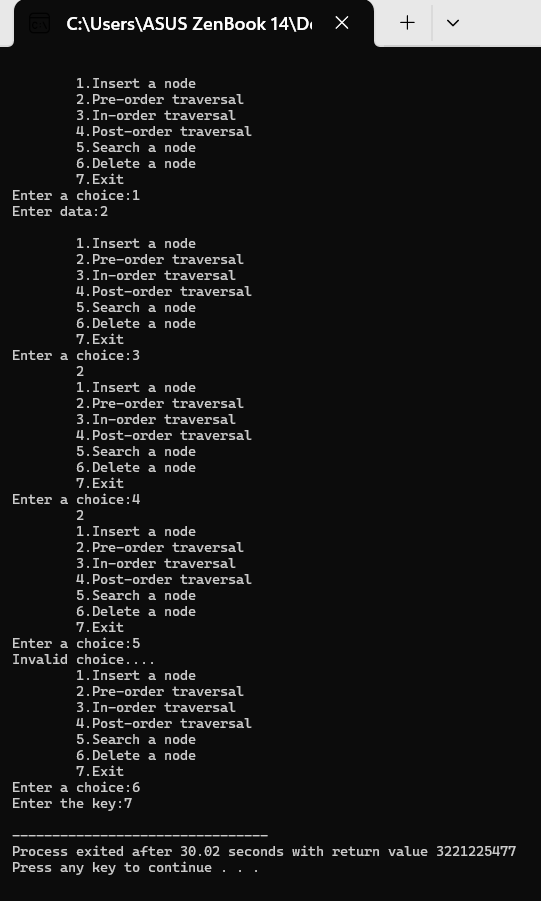 C:\Users\ASUS ZenBook 14\D
1.Insert a node
2.Pre-order traversal
3.In-order traversal
4.Post-order traversal
5.Search a node
6.Delete a node
7.Exit
Enter a choice:1
Enter data:2
1.Insert a node
2.Pre-order traversal
3.In-order traversal
4.Post-order traversal
5.Search a node
6.Delete a node
7.Exit
Enter a choice:3
2
1.Insert a node
2.Pre-order traversal
3.In-order traversal
4.Post-order traversal
5.Search a node
6.Delete a node
7.Exit
Enter a choice:4
2
1.Insert a node
2.Pre-order traversal
3.In-order traversal
4.Post-order traversal
5.Search a node
6.Delete a node
7.Exit
Enter a choice:5
Invalid choice....
1.Insert a node
2.Pre-order traversal
3.In-order traversal
4.Post-order traversal
5.Search a node
6.Delete a node
7.Exit
Enter a choice:6
Enter the key:7
--------------------------------
Process exited after 30.02 seconds with return value 3221225477
Press any key to continue . . .